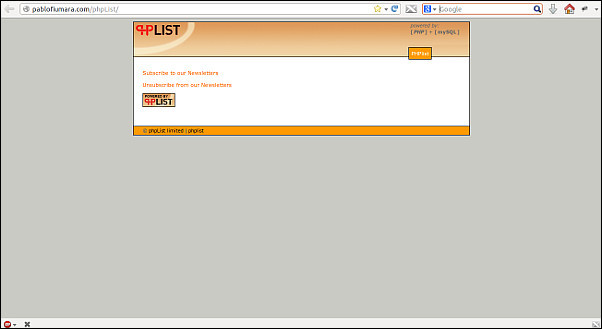 pablofiumara.com/phpList/
Google
PHPLIST
powered by:
[ PHP ] + [ mySQL ]
PHPlist
Subscribe to our Newsletters
Unsubscribe from our Newsletters
POWERED BY
PHPLIST
© phpList limited | phplist